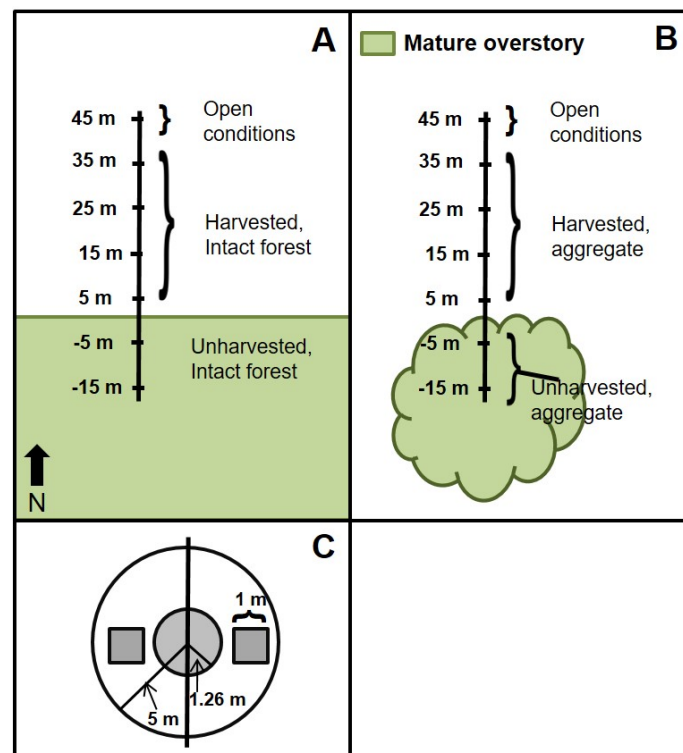 A
45 m
Open
conditions
35 m
25 m
Harvested,
Intact forest
15 m
5 m
-5 m
Unharvested,
Intact forest
-15 m
N
Mature overstory
B
45 m
Open
conditions
35 m
25 m
Harvested,
aggregate
15 m
5 m
-5 m
-15 m
Unharvested,
aggregate
C
1 m
1.26 m
5 m